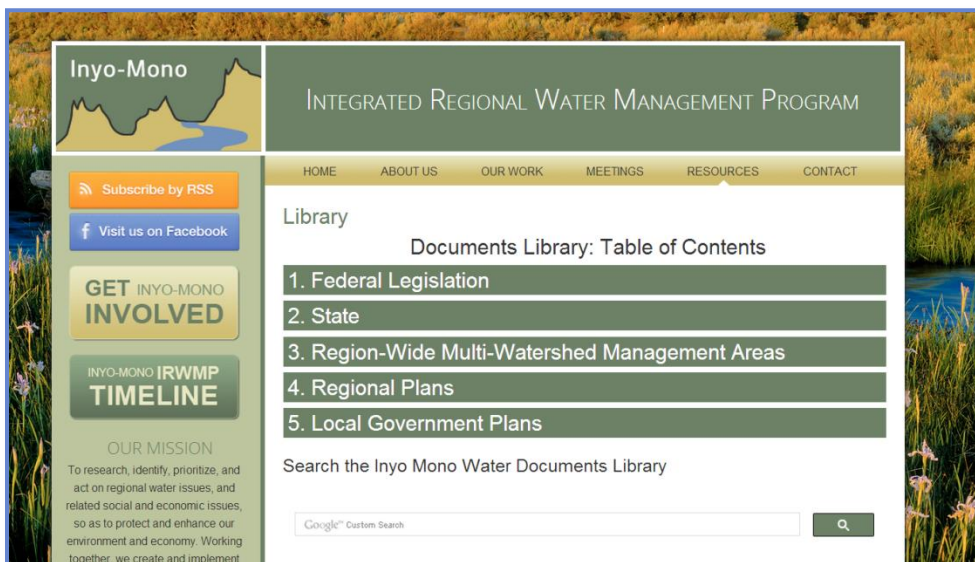 Inyo-Mono
INTEGRATED REGIONAL WATER MANAGEMENT PROGRAM
HOME ABOUT US OUR WORK MEETINGS RESOURCES CONTACT
Subscribe by RSS
f Visit us on Facebook
GET INYO-MONO
INVOLVED
INYO-MONO IRWMP
TIMELINE
OUR MISSION
To research, identify, prioritize, and
act on regional water issues, and
related social and economic issues,
so as to protect and enhance our
environment and economy. Working
together, we create and implement
Library
Documents Library: Table of Contents
1. Federal Legislation
2. State
3. Region-Wide Multi-Watershed Management Areas
4. Regional Plans
5. Local Government Plans
Search the Inyo Mono Water Documents Library
Google™ Custom Search